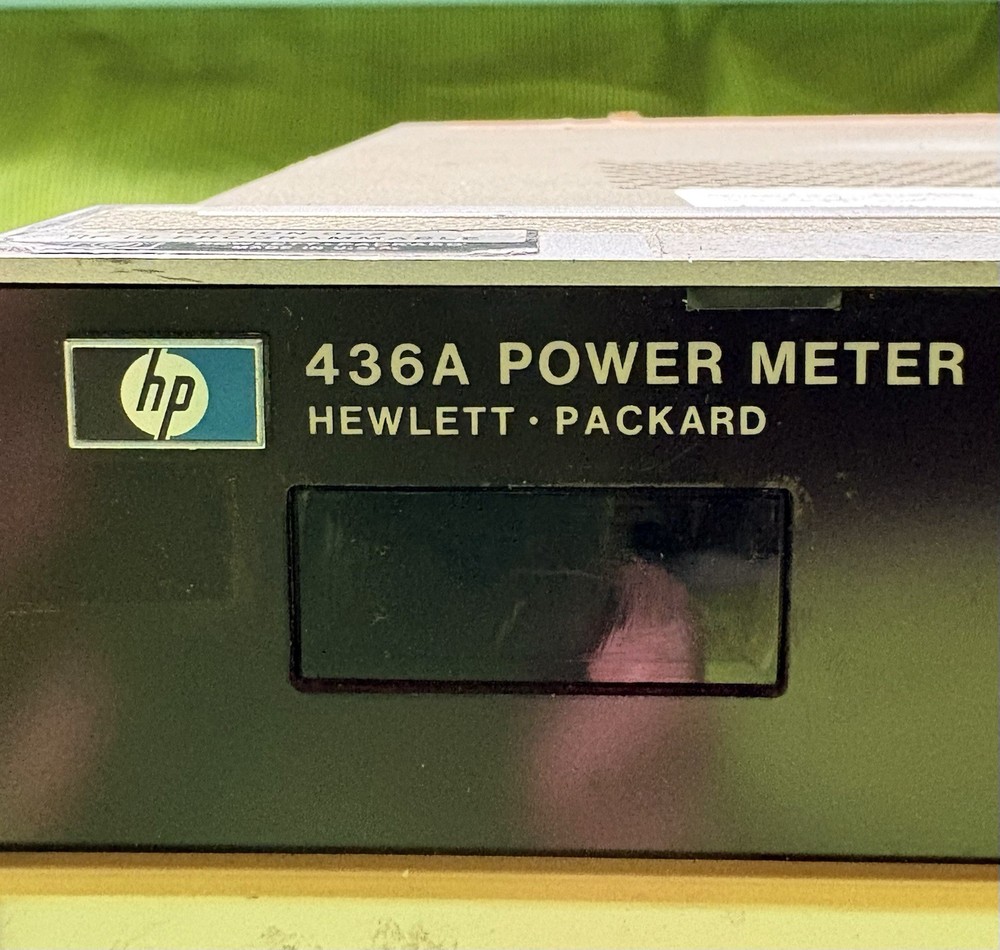 hp
436A POWER METER
HEWLETT · PACKARD